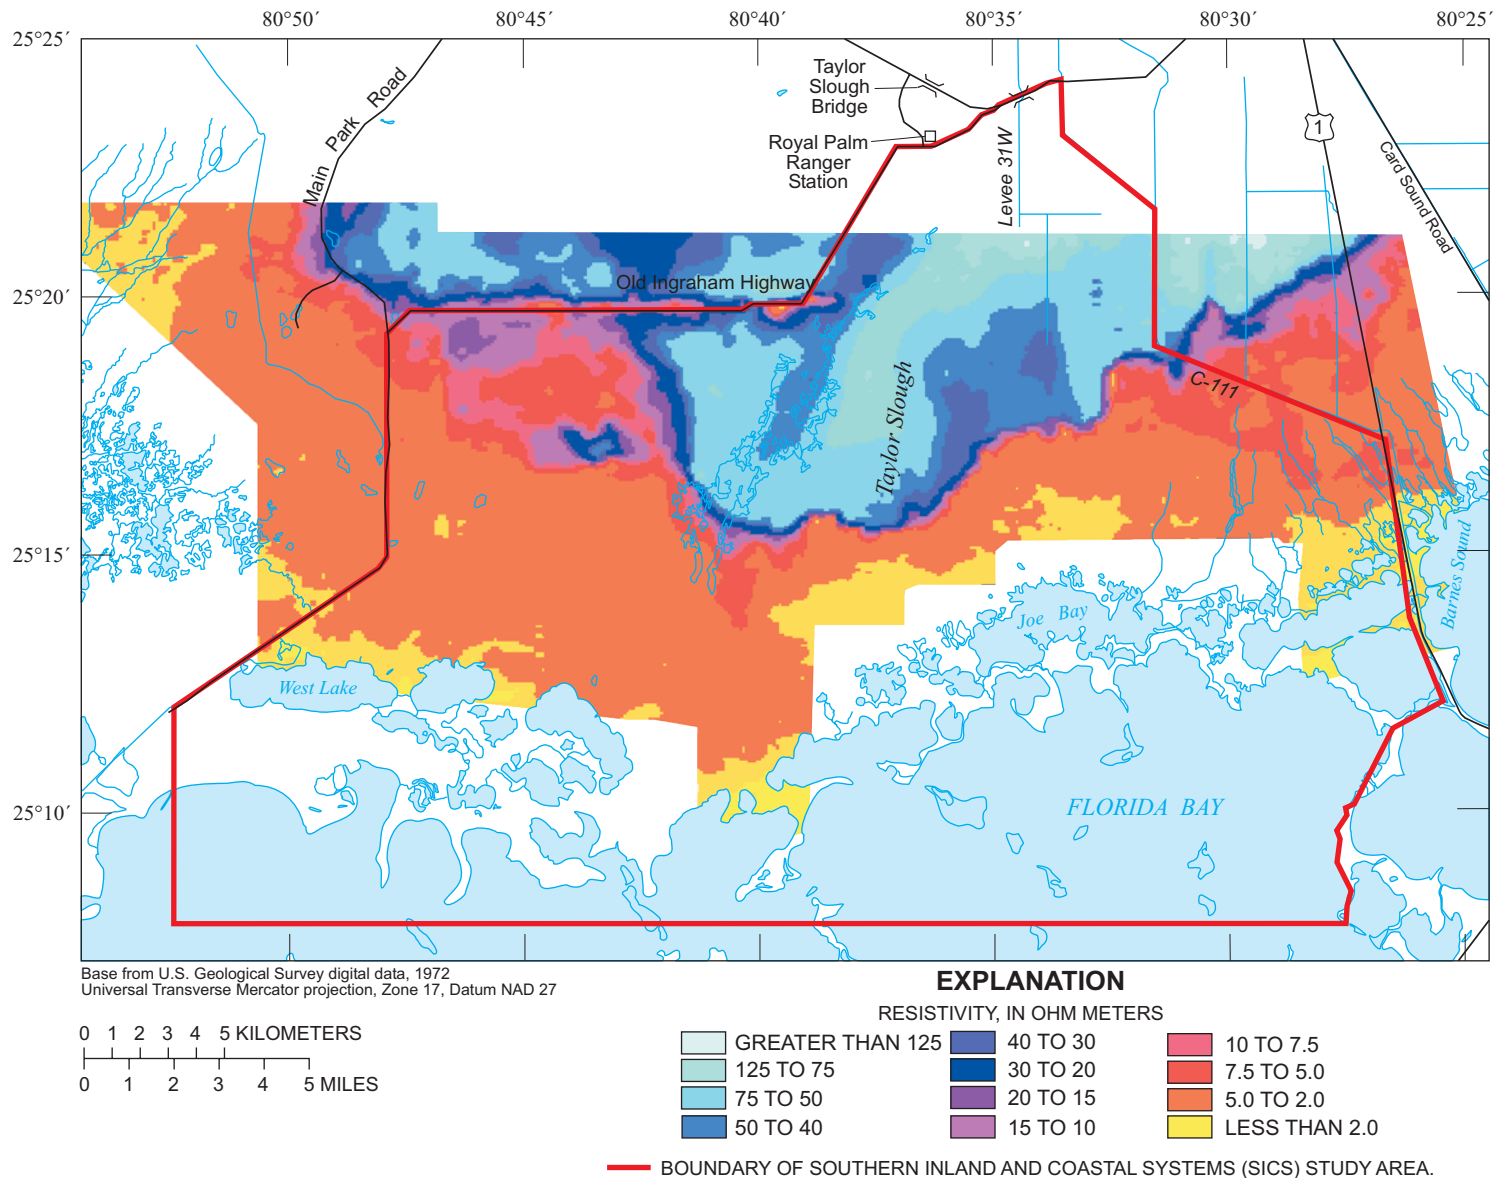 80°50′ 80°45′ 80°40′ 80°35′ 80°30′ 80°25′
25°25′
25°20′
25°15′
25°10′
Main Park Road
Taylor
Slough
Bridge
Royal Palm
Ranger
Station
Levee 31W
1
Card Sound Road
Old Ingraham Highway
Taylor Slough
C-111
Barnes Sound
Joe Bay
West Lake
FLORIDA BAY
Base from U.S. Geological Survey digital data, 1972
Universal Transverse Mercator projection, Zone 17, Datum NAD 27
0 1 2 3 4 5 KILOMETERS
0 1 2 3 4 5 MILES
EXPLANATION
RESISTIVITY, IN OHM METERS
GREATER THAN 125
125 TO 75
75 TO 50
50 TO 40
40 TO 30
30 TO 20
20 TO 15
15 TO 10
10 TO 7.5
7.5 TO 5.0
5.0 TO 2.0
LESS THAN 2.0
BOUNDARY OF SOUTHERN INLAND AND COASTAL SYSTEMS (SICS) STUDY AREA.